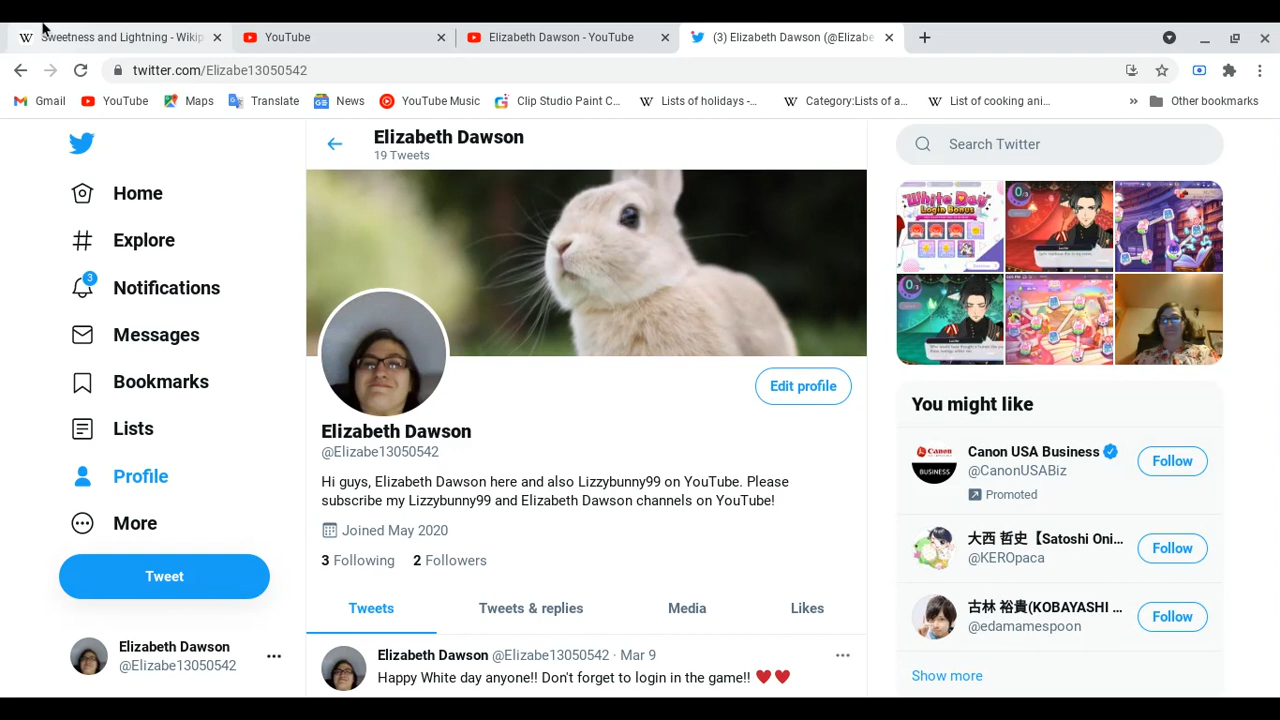 Sweetness and Lightning - Wikip
YouTube
Elizabeth Dawson - YouTube
(3) Elizabeth Dawson (@Elizabe
twitter.com/Elizabe13050542
Gmail
YouTube
Maps
Translate
News
YouTube Music
Clip Studio Paint C...
Lists of holidays -...
Category:Lists of a...
List of cooking ani...
» Other bookmarks
Home
Explore
3
Notifications
Messages
Bookmarks
Lists
Profile
More
Tweet
Elizabeth Dawson
@Elizabe13050542
Elizabeth Dawson
19 Tweets
Edit profile
Elizabeth Dawson
@Elizabe13050542
Hi guys, Elizabeth Dawson here and also Lizzybunny99 on YouTube. Please
subscribe my Lizzybunny99 and Elizabeth Dawson channels on YouTube!
Joined May 2020
3 Following 2 Followers
Tweets
Tweets & replies
Media
Likes
Elizabeth Dawson @Elizabe13050542 · Mar 9
Happy White day anyone!! Don't forget to login in the game!! ♥♥
Search Twitter
White Day
Login Bonus
You might like
Canon
BUSINESS
Canon USA Business
@CanonUSABiz
Promoted
Follow
大西 哲史【Satoshi Oni...
@KEROpaca
Follow
古林 裕貴(KOBAYASHI ...
@edamamespoon
Follow
Show more